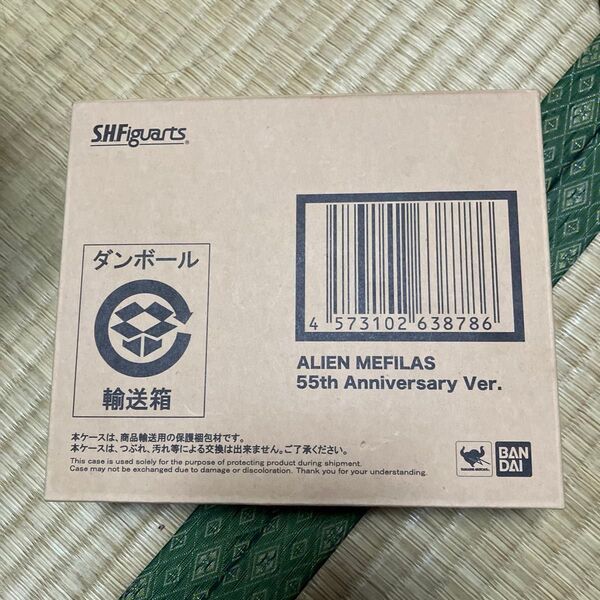 S.H.Figuarts
ダンボール
輸送箱
4 573102 638786
ALIEN MEFILAS
55th Anniversary Ver.
本ケースは、商品輸送用の保護梱包材です。
本ケースは、つぶれ、汚れ等による交換は出来ません。ご了承ください。
This case is used solely for the purpose of protecting product during shipment.
Case may not be exchanged due to damage or discoloration. Thank you for your understanding.
BAN
DAI